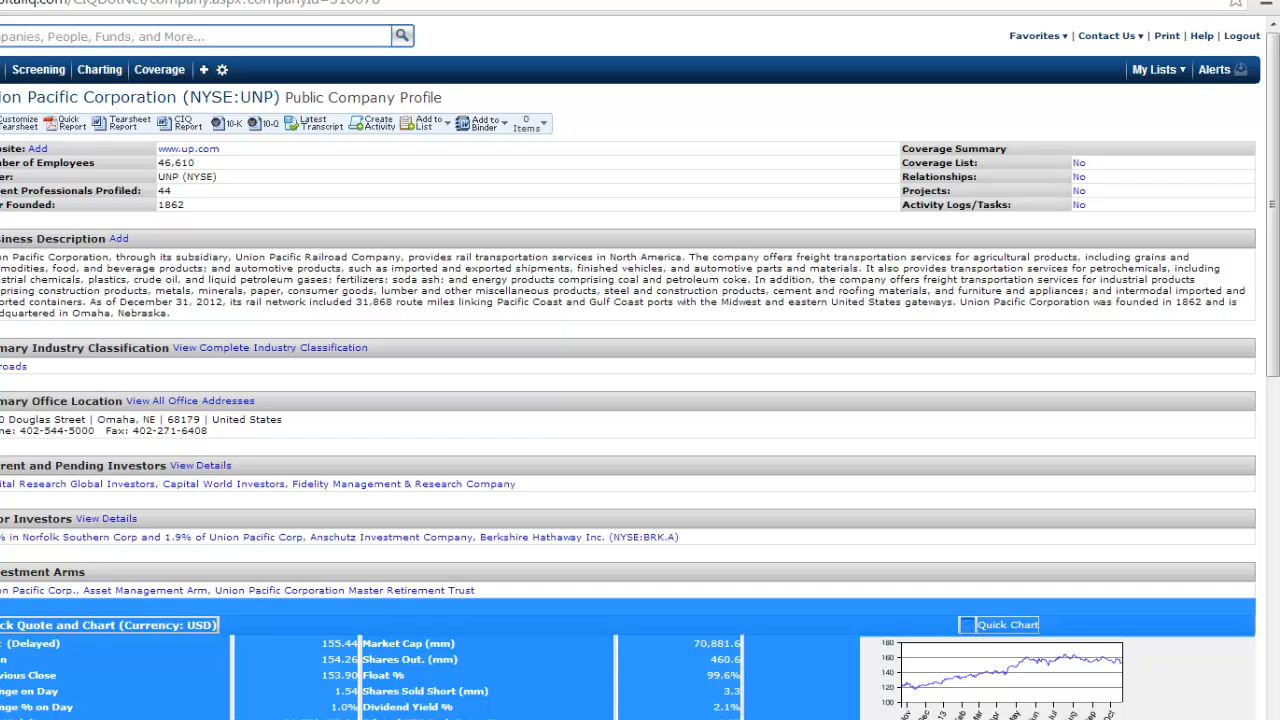 companies, People, Funds, and More...
Favorites ▾ | Contact Us ▾ | Print | Help | Logout
Screening Charting Coverage + My Lists ▾ Alerts
Union Pacific Corporation (NYSE:UNP) Public Company Profile
Customize Tearsheet Quick Report Tearsheet Report CIQ Report 10-K 10-Q Latest Transcript Create Activity Add to List Add to Binder 0 Items
site: Add www.up.com Coverage Summary
ber of Employees 46,610 Coverage List: No
er: UNP (NYSE) Relationships: No
ent Professionals Profiled: 44 Projects: No
r Founded: 1862 Activity Logs/Tasks: No
iness Description Add
on Pacific Corporation, through its subsidiary, Union Pacific Railroad Company, provides rail transportation services in North America. The company offers freight transportation services for agricultural products, including grains and
modities, food, and beverage products; and automotive products, such as imported and exported shipments, finished vehicles, and automotive parts and materials. It also provides transportation services for petrochemicals, including
strial chemicals, plastics, crude oil, and liquid petroleum gases; fertilizers; soda ash; and energy products comprising coal and petroleum coke. In addition, the company offers freight transportation services for industrial products
prising construction products, metals, minerals, paper, consumer goods, lumber and other miscellaneous products, steel and construction products, cement and roofing materials, and furniture and appliances; and intermodal imported and
orted containers. As of December 31, 2012, its rail network included 31,868 route miles linking Pacific Coast and Gulf Coast ports with the Midwest and eastern United States gateways. Union Pacific Corporation was founded in 1862 and is
dquartered in Omaha, Nebraska.
mary Industry Classification View Complete Industry Classification
roads
mary Office Location View All Office Addresses
0 Douglas Street | Omaha, NE | 68179 | United States
ne: 402-544-5000 Fax: 402-271-6408
rent and Pending Investors View Details
ital Research Global Investors, Capital World Investors, Fidelity Management & Research Company
or Investors View Details
% in Norfolk Southern Corp and 1.9% of Union Pacific Corp, Anschutz Investment Company, Berkshire Hathaway Inc. (NYSE:BRK.A)
estment Arms
on Pacific Corp., Asset Management Arm, Union Pacific Corporation Master Retirement Trust
ck Quote and Chart (Currency: USD) Quick Chart
(Delayed) 155.44 Market Cap (mm) 70,881.6
n 154.26 Shares Out. (mm) 460.6
vious Close 153.90 Float % 99.6%
nge on Day 1.54 Shares Sold Short (mm) 3.3
nge % on Day 1.0% Dividend Yield % 2.1%
180
160
140
120
100
Nov Dec '13 Feb Mar Apr May Jun Jul Aug Sep Oct